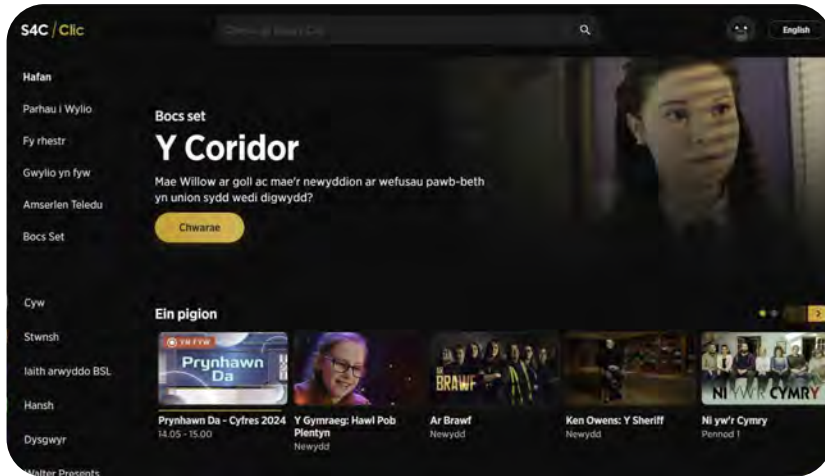 S4C / Clic
English
Hafan
Parhau i Wylio
Fy rhestr
Gwylio yn fyw
Amserlen Teledu
Bocs Set
Cyw
Stwnsh
Iaith arwyddo BSL
Hansh
Dysgwyr
Walter Presents
Bocs set
Y Coridor
Mae Willow ar goll ac mae'r newyddion ar wefusau pawb-beth
yn union sydd wedi digwydd?
Chwarae
Ein pigion
YN FYW
Prynhawn
Da
Prynhawn Da - Cyfres 2024
14.05 - 15.00
Y Gymraeg: Hawl Pob
Plentyn
Newydd
AR
BRAWF
Ar Brawf
Newydd
Ken Owens: Y Sheriff
Newydd
NI YW'R CYMRY
Ni yw'r Cymry
Pennod 1